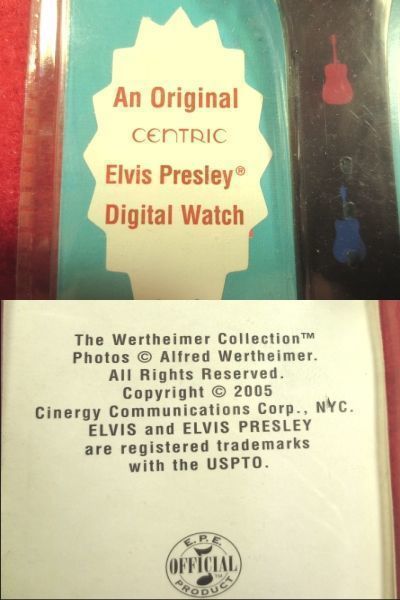 An Original
CENTRIC
Elvis Presley®
Digital Watch
The Wertheimer Collection™
Photos © Alfred Wertheimer.
All Rights Reserved.
Copyright © 2005
Cinergy Communications Corp., NYC.
ELVIS and ELVIS PRESLEY
are registered trademarks
with the USPTO.
E.P.E.
OFFICIAL
PRODUCT